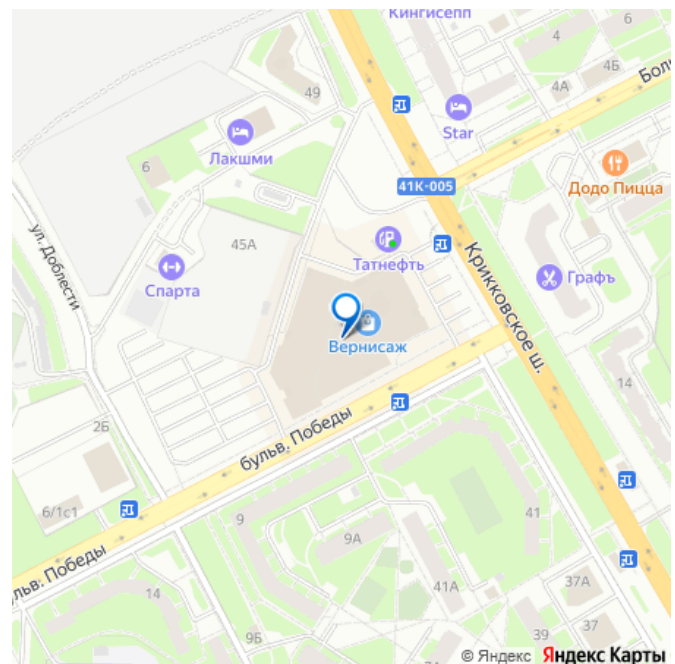 Кингисепп
6
4
4Б
4А
Боль
49
Star
Лакшми
6
41К-005
Додо Пицца
ул. Доблести
45А
Татнефть
Спарта
Крикковское ш.
Графъ
Вернисаж
14
2Б
бульв. Победы
6/1с1
9
41
9А
ульв. Победы
14
41А
37А
9Б
39
37
© Яндекс Яндекс Карты